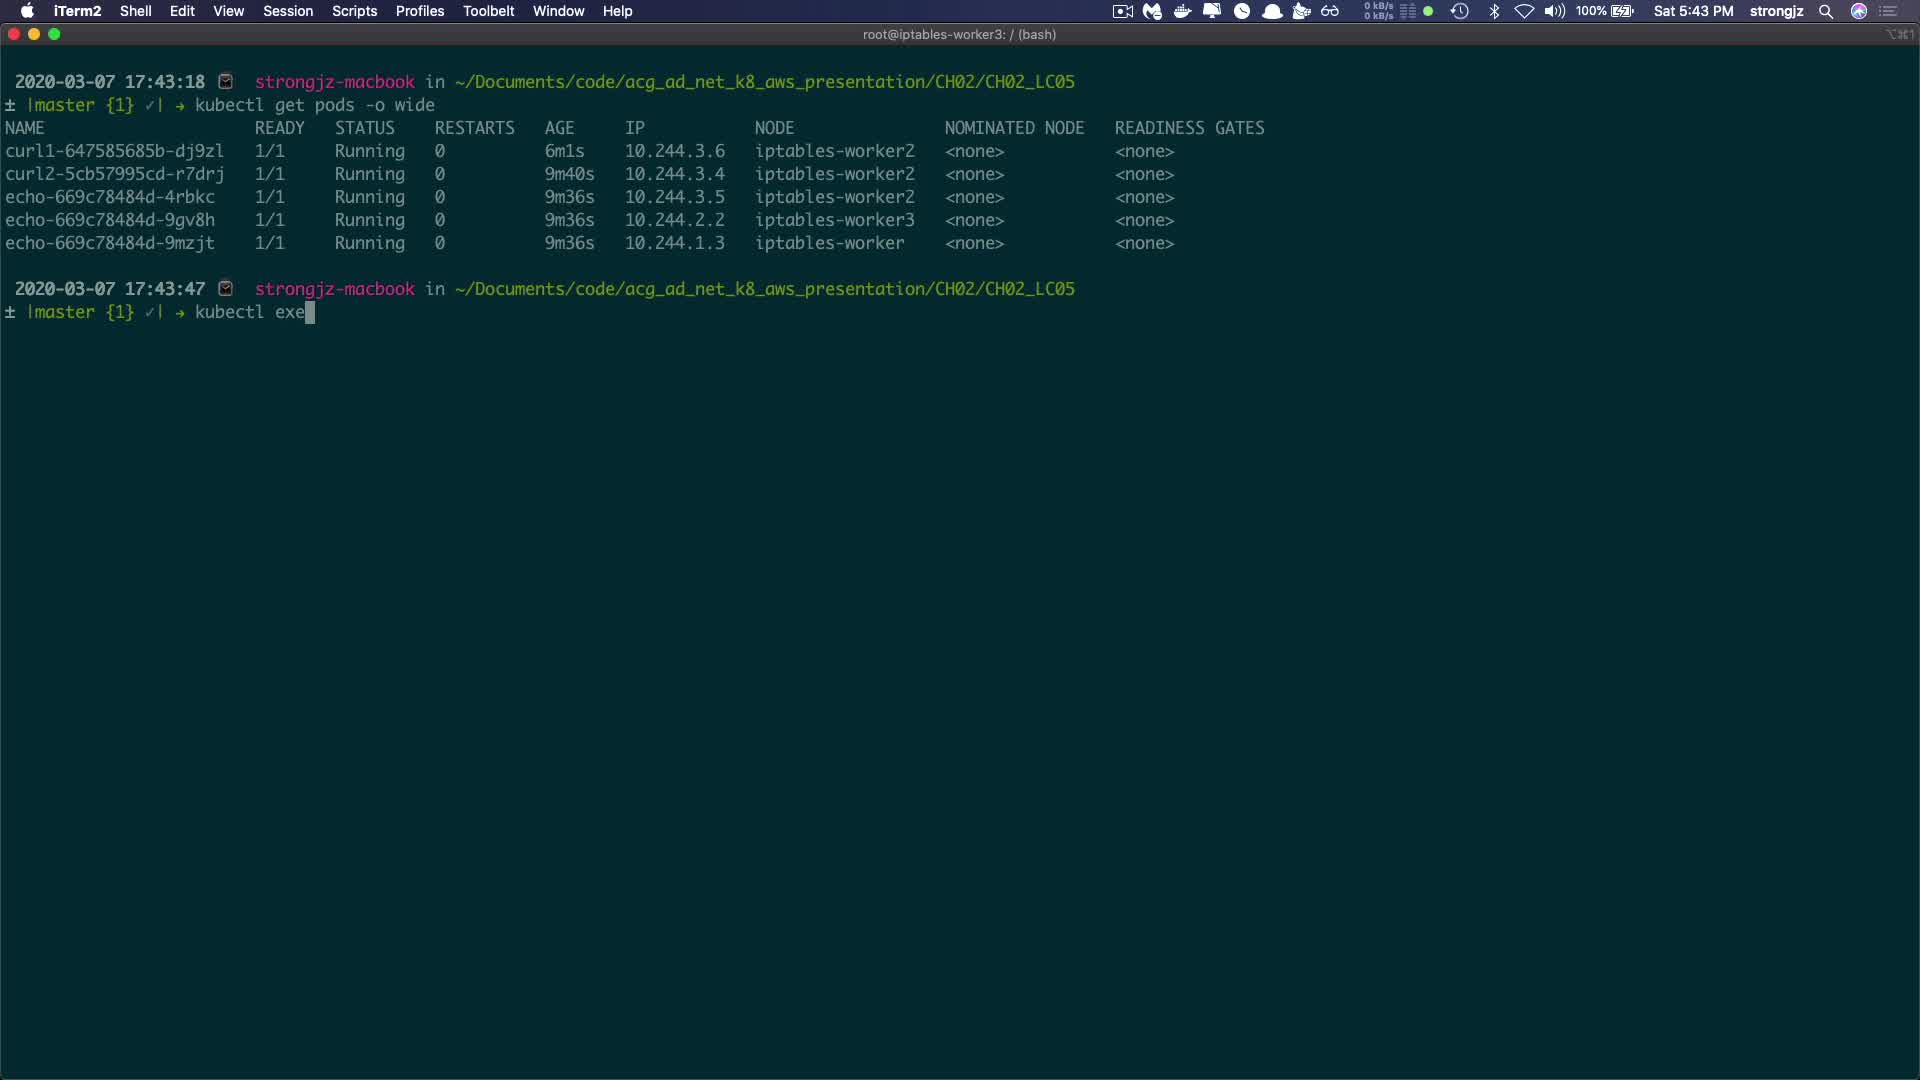 iTerm2 Shell Edit View Session Scripts Profiles Toolbelt Window Help 0 kB/s 0 kB/s 100% Sat 5:43 PM strongjz
root@iptables-worker3: / (bash) ⌥⌘1
2020-03-07 17:43:18 strongjz-macbook in ~/Documents/code/acg_ad_net_k8_aws_presentation/CH02/CH02_LC05
± |master {1} ✓| → kubectl get pods -o wide
NAME READY STATUS RESTARTS AGE IP NODE NOMINATED NODE READINESS GATES
curl1-647585685b-dj9zl 1/1 Running 0 6m1s 10.244.3.6 iptables-worker2 <none> <none>
curl2-5cb57995cd-r7drj 1/1 Running 0 9m40s 10.244.3.4 iptables-worker2 <none> <none>
echo-669c78484d-4rbkc 1/1 Running 0 9m36s 10.244.3.5 iptables-worker2 <none> <none>
echo-669c78484d-9gv8h 1/1 Running 0 9m36s 10.244.2.2 iptables-worker3 <none> <none>
echo-669c78484d-9mzjt 1/1 Running 0 9m36s 10.244.1.3 iptables-worker <none> <none>
2020-03-07 17:43:47 strongjz-macbook in ~/Documents/code/acg_ad_net_k8_aws_presentation/CH02/CH02_LC05
± |master {1} ✓| → kubectl exe